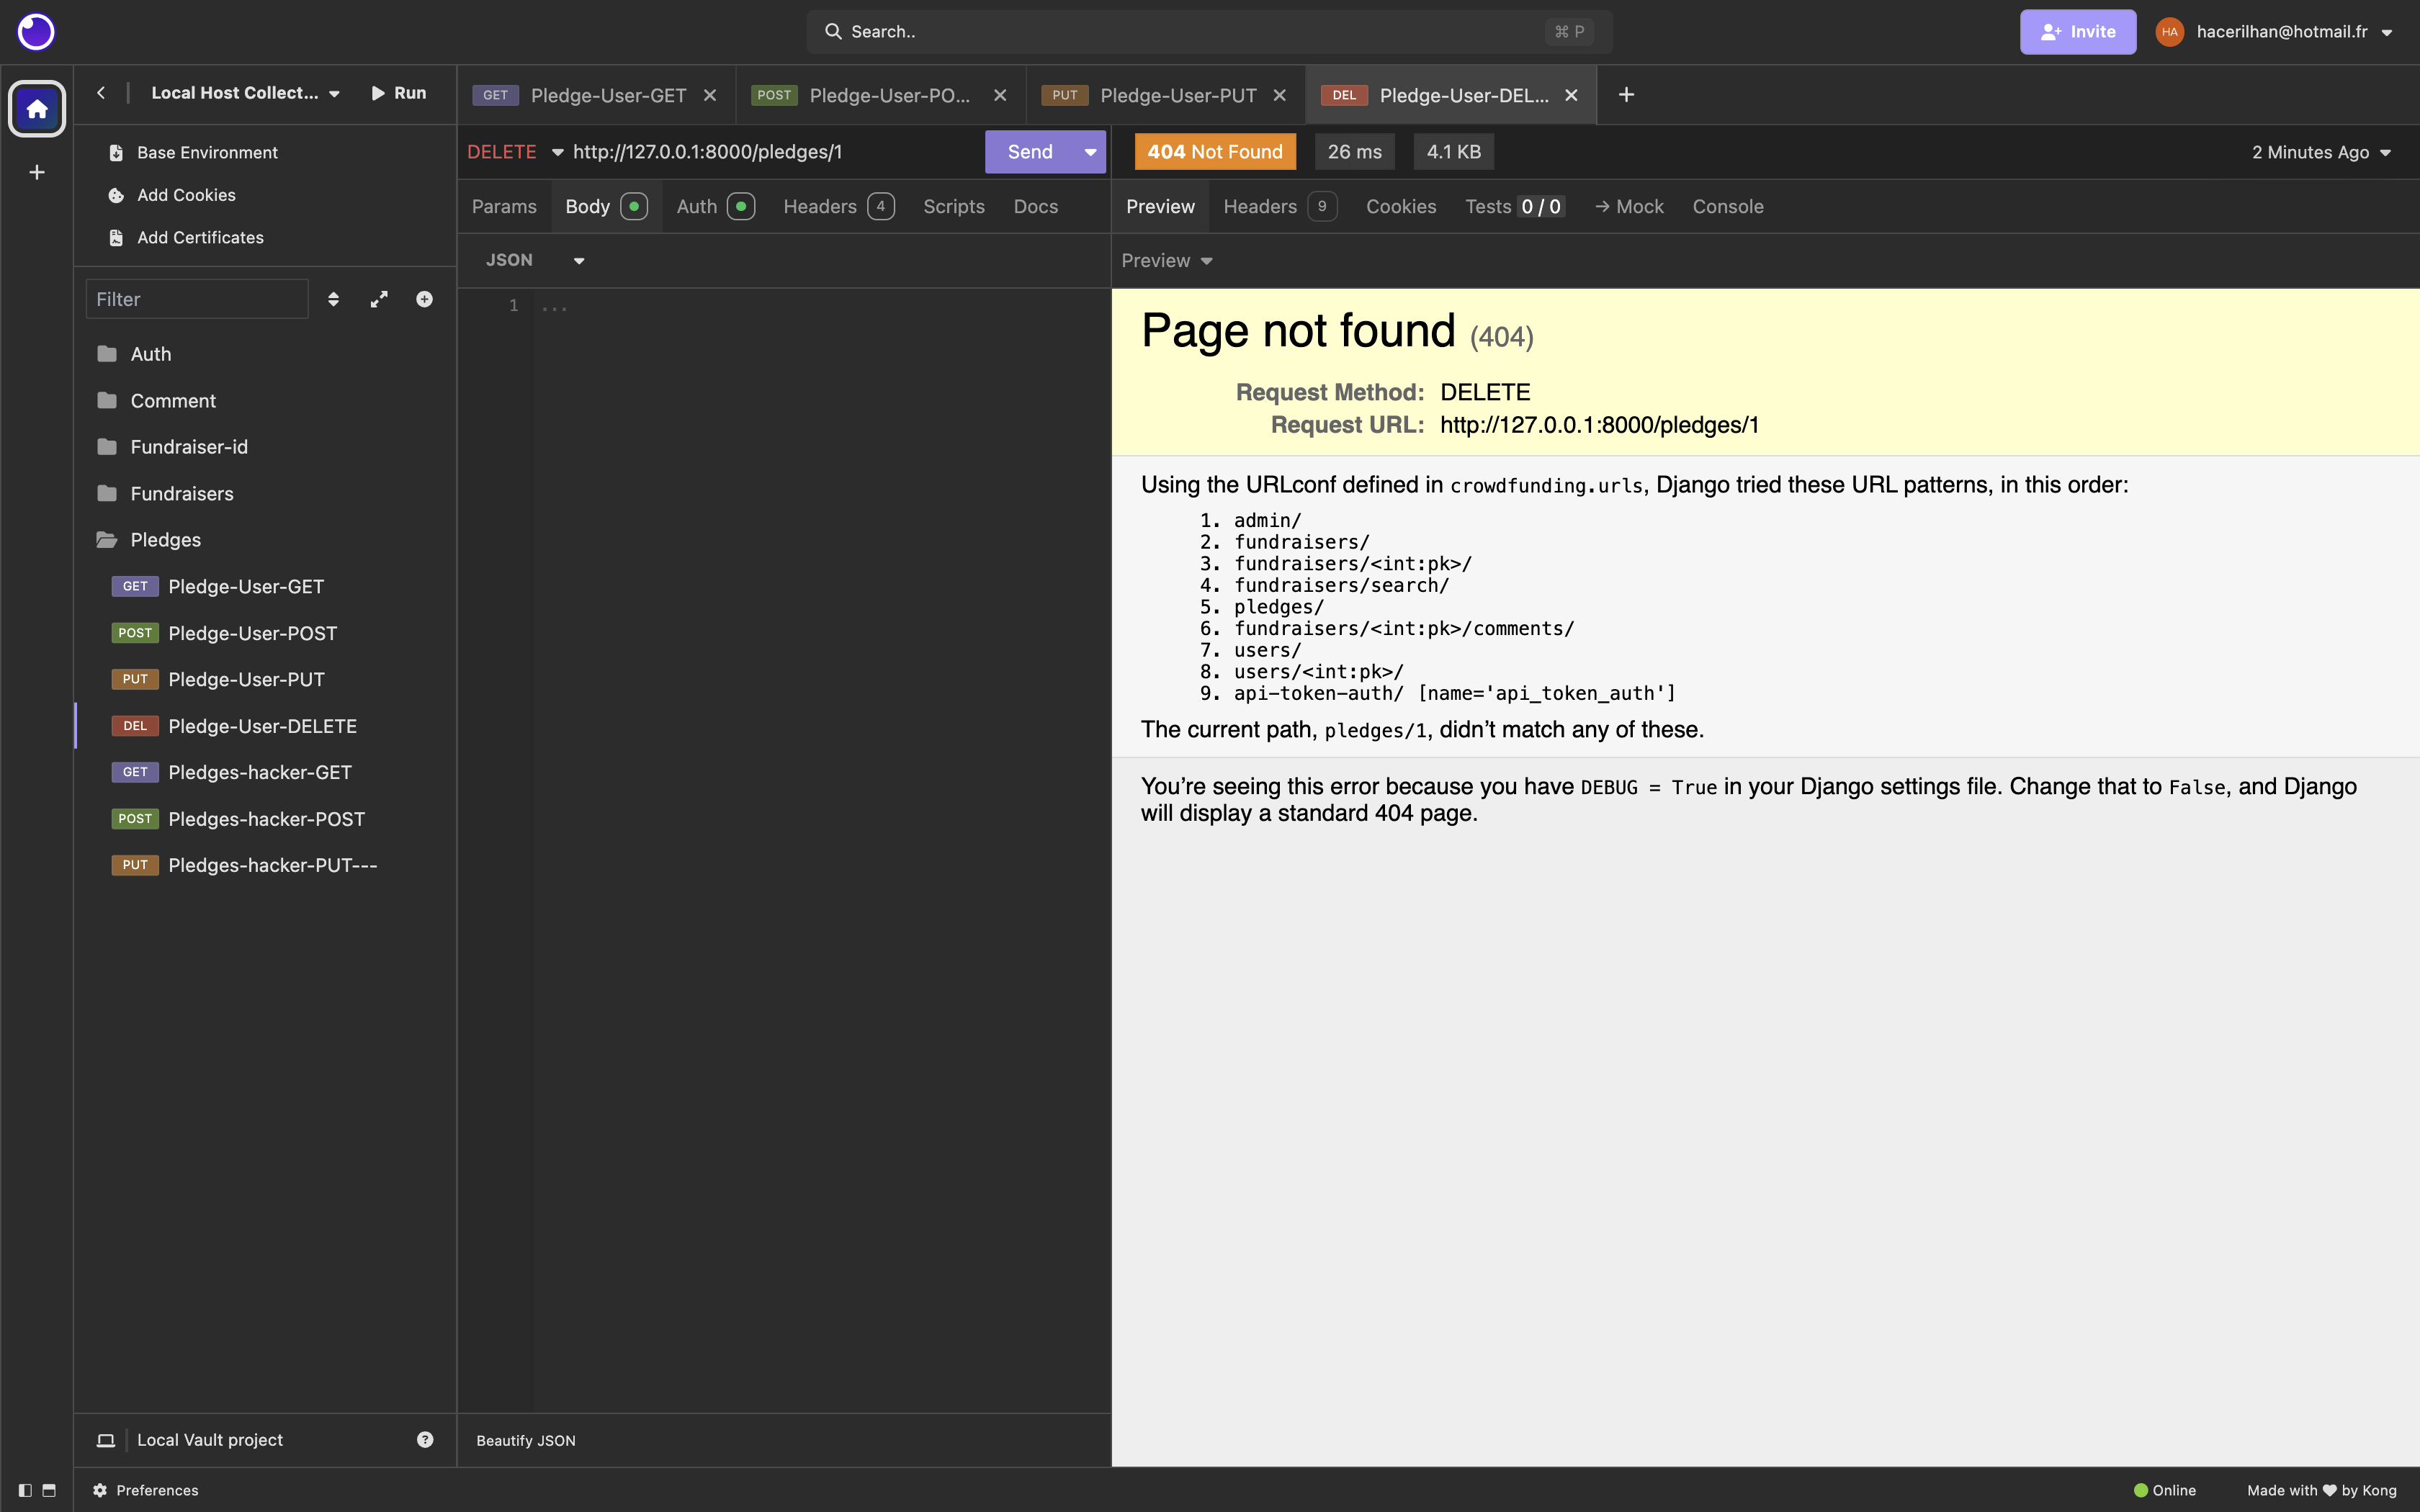 Search..
⌘ P
Invite
HA
hacerilhan@hotmail.fr
Local Host Collect...
Run
GET Pledge-User-GET
POST Pledge-User-PO...
PUT Pledge-User-PUT
DEL Pledge-User-DEL...
Base Environment
Add Cookies
Add Certificates
Filter
Auth
Comment
Fundraiser-id
Fundraisers
Pledges
GET Pledge-User-GET
POST Pledge-User-POST
PUT Pledge-User-PUT
DEL Pledge-User-DELETE
GET Pledges-hacker-GET
POST Pledges-hacker-POST
PUT Pledges-hacker-PUT---
Local Vault project
DELETE http://127.0.0.1:8000/pledges/1 Send
Params Body Auth Headers 4 Scripts Docs
JSON
1 ...
Beautify JSON
404 Not Found 26 ms 4.1 KB 2 Minutes Ago
Preview Headers 9 Cookies Tests 0 / 0 → Mock Console
Preview
Page not found (404)
Request Method: DELETE
Request URL: http://127.0.0.1:8000/pledges/1
Using the URLconf defined in crowdfunding.urls, Django tried these URL patterns, in this order:
1. admin/
2. fundraisers/
3. fundraisers/<int:pk>/
4. fundraisers/search/
5. pledges/
6. fundraisers/<int:pk>/comments/
7. users/
8. users/<int:pk>/
9. api-token-auth/ [name='api_token_auth']
The current path, pledges/1, didn’t match any of these.
You’re seeing this error because you have DEBUG = True in your Django settings file. Change that to False, and Django
will display a standard 404 page.
Preferences
Online
Made with ♥ by Kong